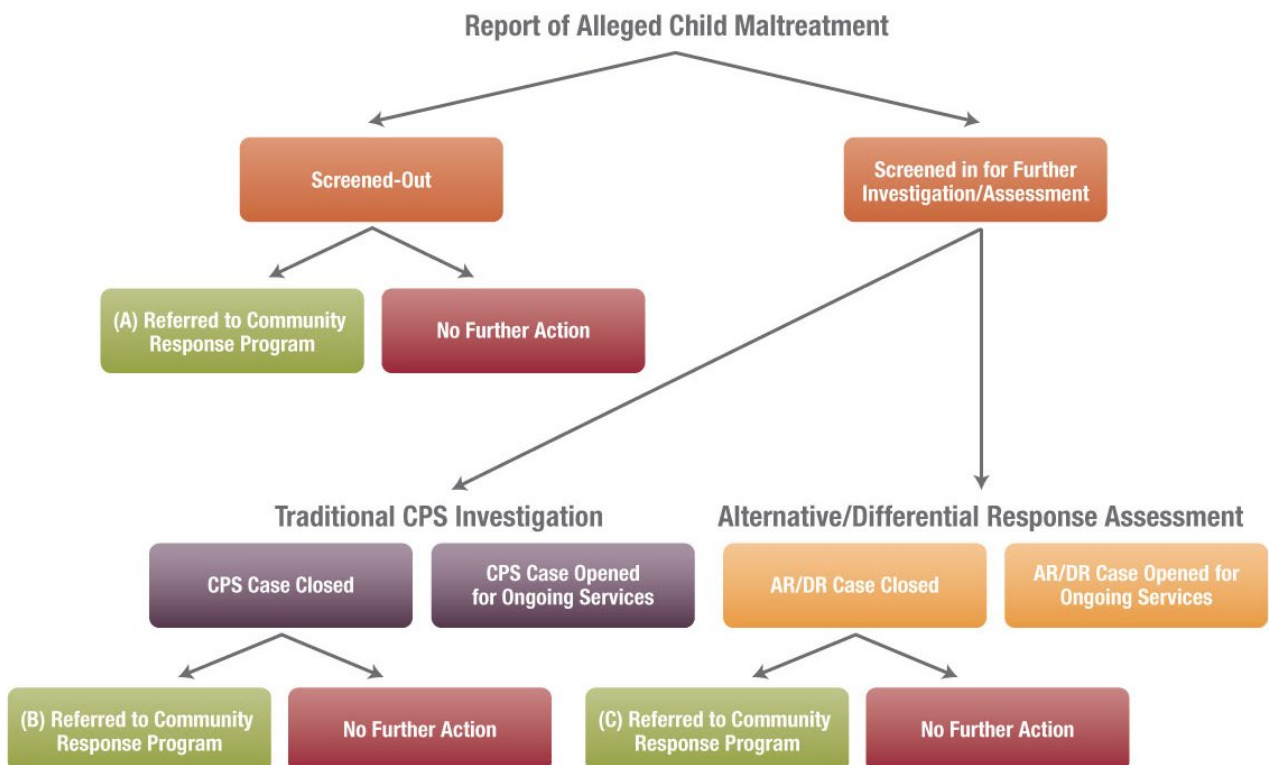 Report of Alleged Child Maltreatment
Screened-Out
Screened in for Further
Investigation/Assessment
(A) Referred to Community
Response Program
No Further Action
Traditional CPS Investigation
Alternative/Differential Response Assessment
CPS Case Closed
CPS Case Opened
for Ongoing Services
AR/DR Case Closed
AR/DR Case Opened for
Ongoing Services
(B) Referred to Community
Response Program
No Further Action
(C) Referred to Community
Response Program
No Further Action